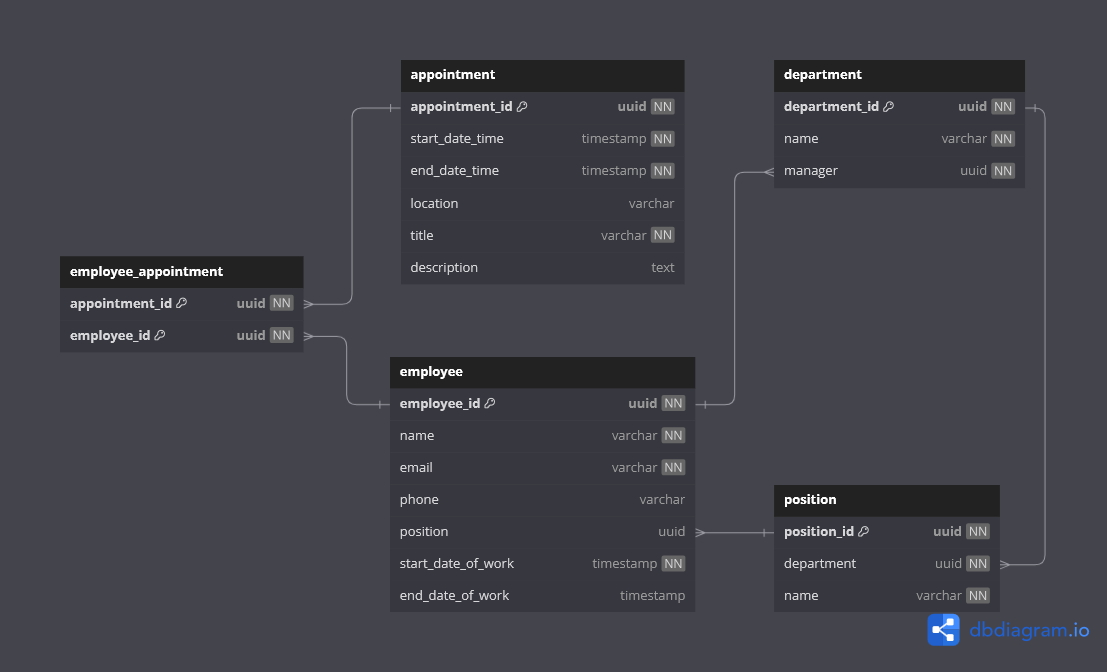 appointment
appointment_id uuid NN
start_date_time timestamp NN
end_date_time timestamp NN
location varchar
title varchar NN
description text
department
department_id uuid NN
name varchar NN
manager uuid NN
employee_appointment
appointment_id uuid NN
employee_id uuid NN
employee
employee_id uuid NN
name varchar NN
email varchar NN
phone varchar
position uuid
start_date_of_work timestamp NN
end_date_of_work timestamp
position
position_id uuid NN
department uuid NN
name varchar NN
dbdiagram.io